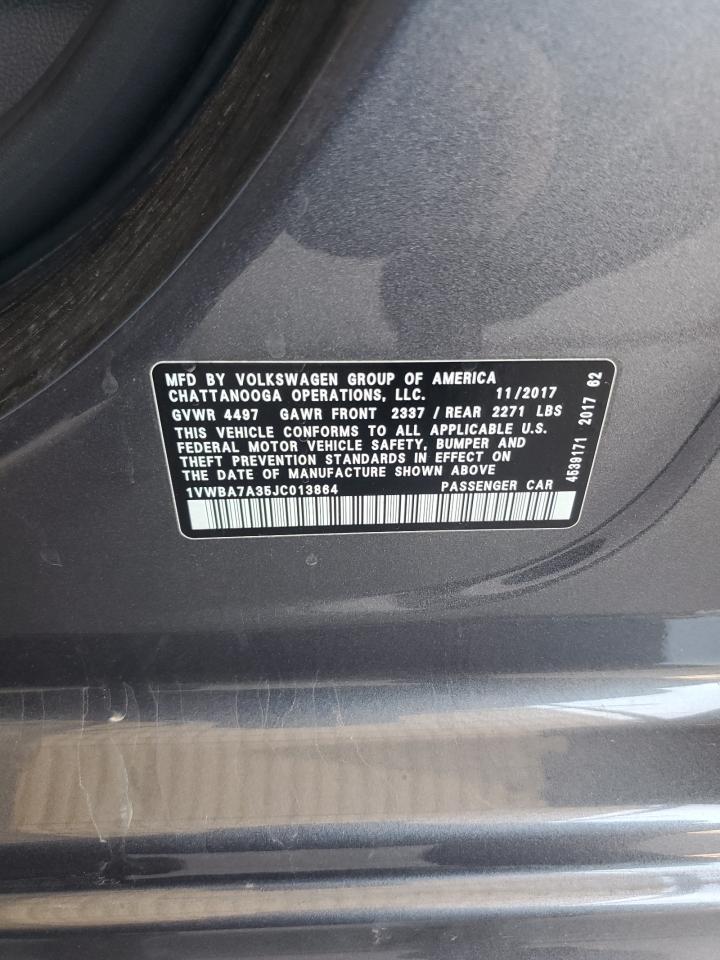 MFD BY VOLKSWAGEN GROUP OF AMERICA
CHATTANOOGA OPERATIONS, LLC. 11/2017
GVWR 4497 GAWR FRONT 2337 / REAR 2271 LBS
THIS VEHICLE CONFORMS TO ALL APPLICABLE U.S.
FEDERAL MOTOR VEHICLE SAFETY, BUMPER AND
THEFT PREVENTION STANDARDS IN EFFECT ON
THE DATE OF MANUFACTURE SHOWN ABOVE
1VWBA7A35JC013864 PASSENGER CAR
4539171 2017 62